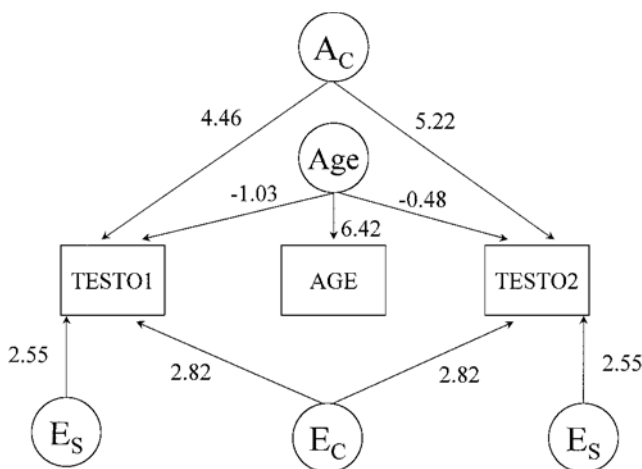 A_C
4.46
5.22
Age
-1.03
-0.48
6.42
TESTO1
AGE
TESTO2
2.55
2.82
2.82
2.55
E_S
E_C
E_S